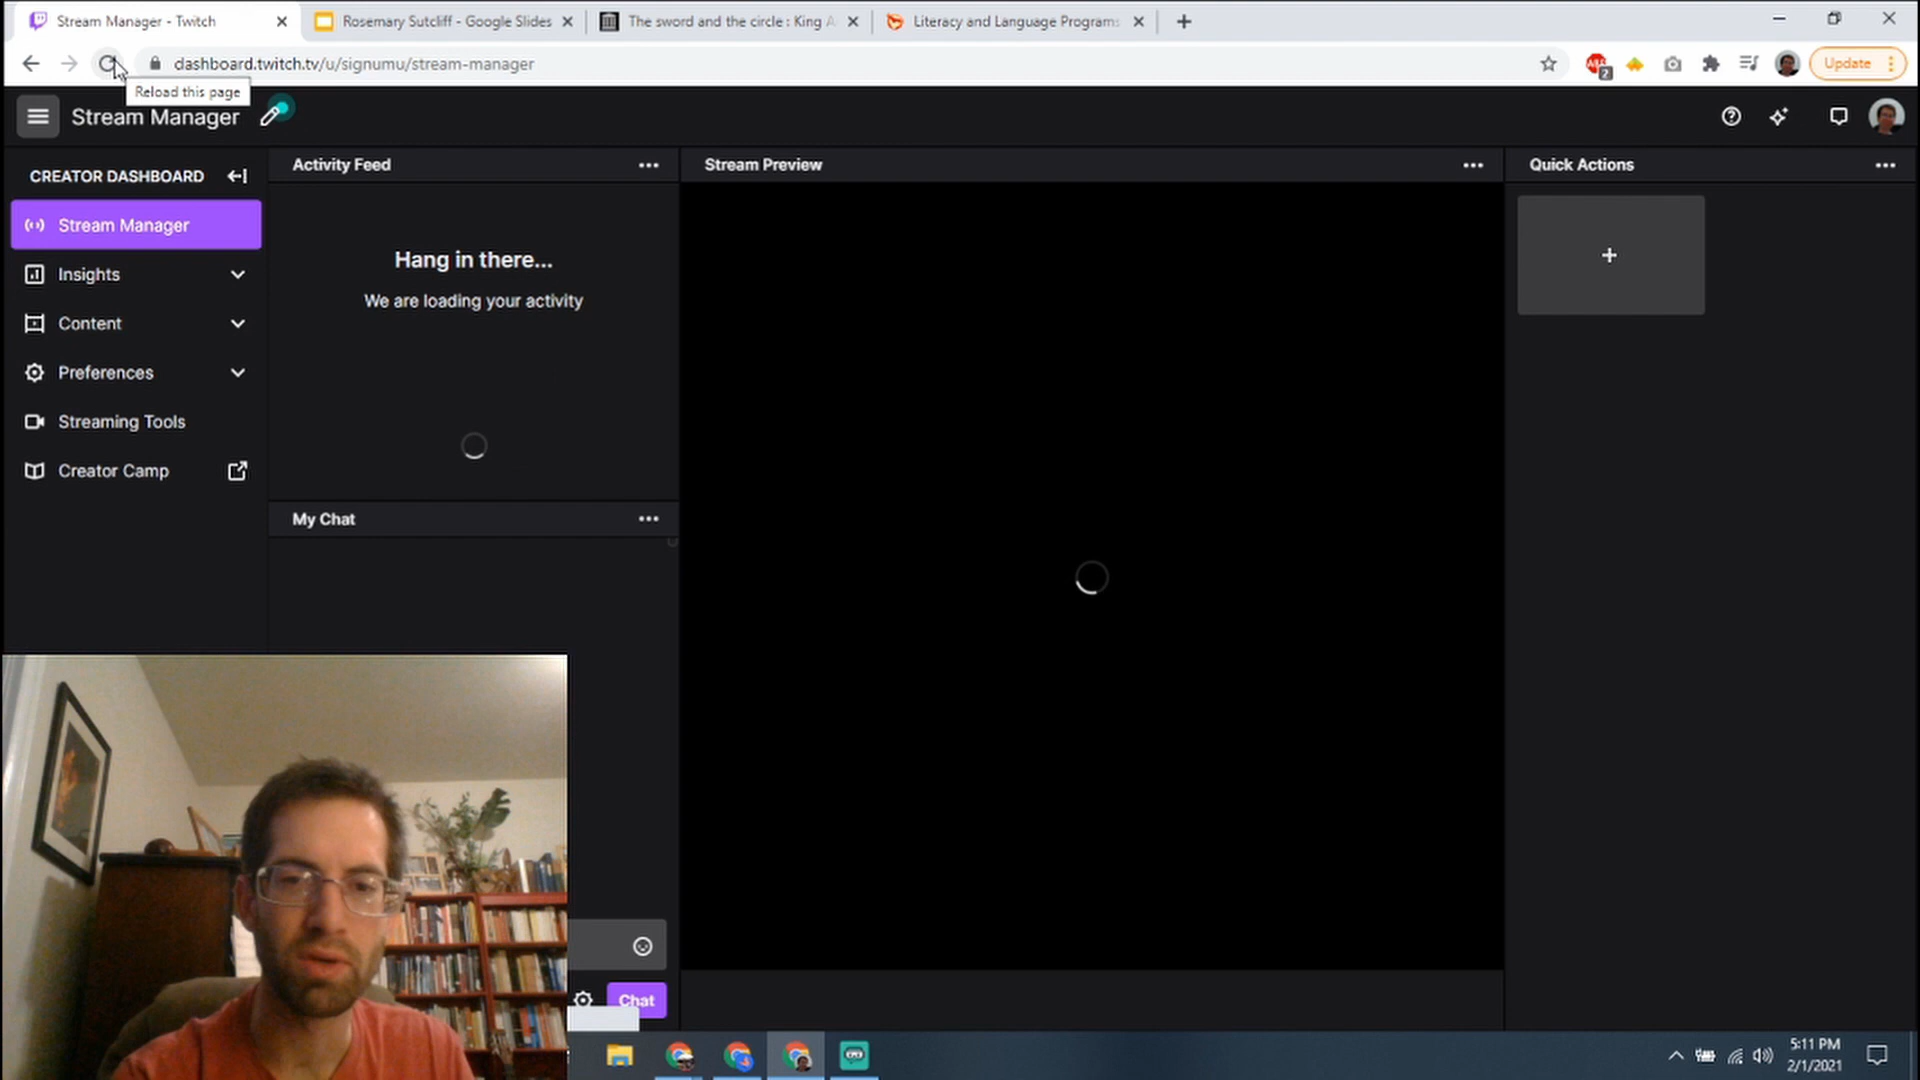 Stream Manager - Twitch
Rosemary Sutcliff - Google Slides
The sword and the circle : King A
Literacy and Language Programs
dashboard.twitch.tv/u/signumu/stream-manager
2
Update
Reload this page
Stream Manager
CREATOR DASHBOARD
Activity Feed
Stream Preview
Quick Actions
Stream Manager
Insights
Content
Preferences
Streaming Tools
Creator Camp
Hang in there...
We are loading your activity
My Chat
Chat
5:11 PM
2/1/2021